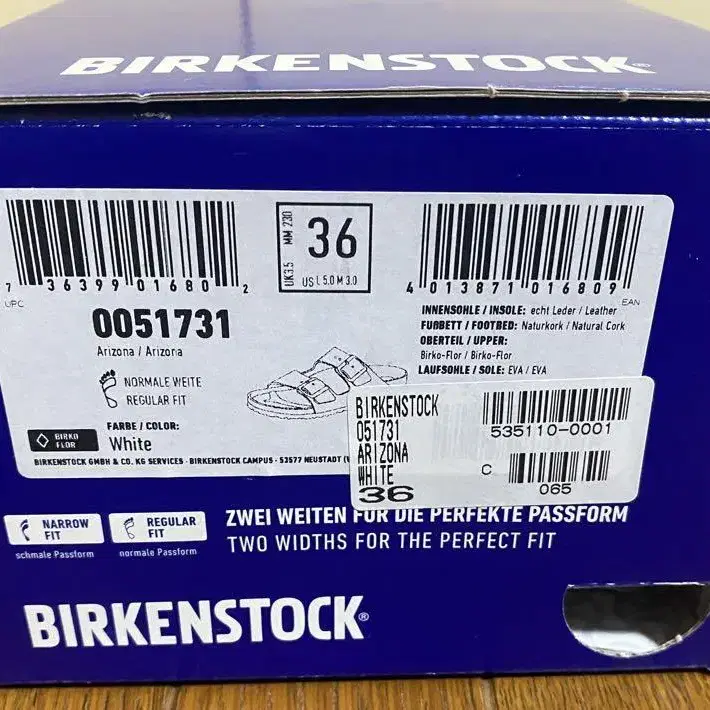 BIRKENSTOCK®
7 36399 01680 2
UPC
UK 3.5 MM 230
36
US L 5.0 M 3.0
4 013871 016809
EAN
0051731
Arizona / Arizona
NORMALE WEITE
REGULAR FIT
BIRKO
FLOR
FARBE / COLOR:
White
INNENSOHLE / INSOLE: echt Leder / Leather
FUßBETT / FOOTBED: Naturkork / Natural Cork
OBERTEIL / UPPER:
Birko-Flor / Birko-Flor
LAUFSOHLE / SOLE: EVA / EVA
BIRKENSTOCK GMBH & CO. KG SERVICES · BIRKENSTOCK CAMPUS · 53577 NEUSTADT
BIRKENSTOCK
051731
ARIZONA
WHITE
36
535110-0001
C
065
NARROW
FIT
schmale Passform
REGULAR
FIT
normale Passform
ZWEI WEITEN FÜR DIE PERFEKTE PASSFORM
TWO WIDTHS FOR THE PERFECT FIT
BIRKENSTOCK®